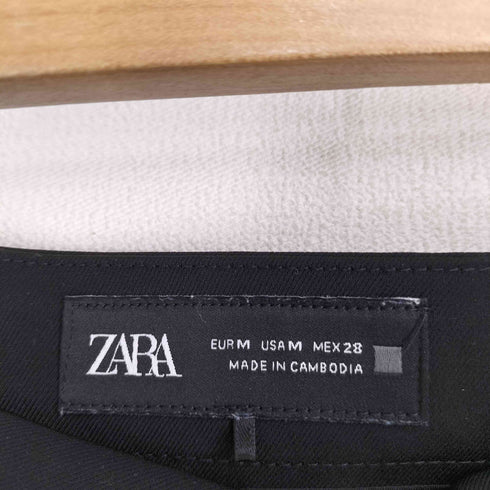 ZARA
EUR M USA M MEX 28
MADE IN CAMBODIA